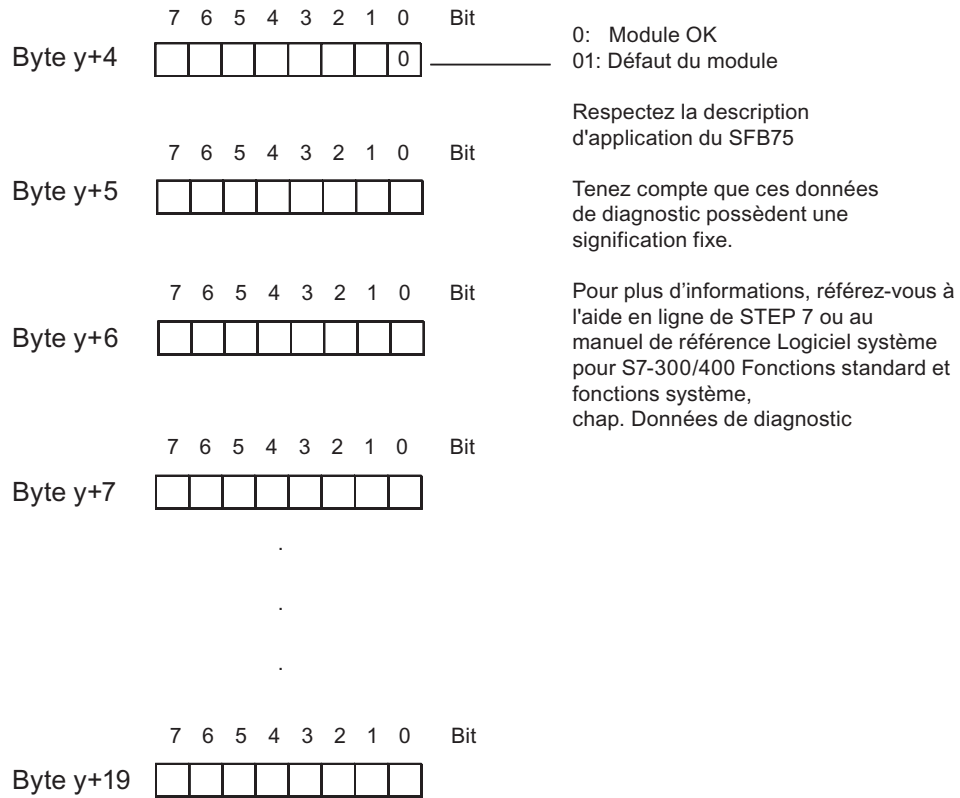 7 6 5 4 3 2 1 0 Bit
Byte y+4
0
0: Module OK
01: Défaut du module
Respectez la description
d'application du SFB75
7 6 5 4 3 2 1 0 Bit
Byte y+5
Tenez compte que ces données
de diagnostic possèdent une
signification fixe.
7 6 5 4 3 2 1 0 Bit
Byte y+6
Pour plus d’informations, référez-vous à
l'aide en ligne de STEP 7 ou au
manuel de référence Logiciel système
pour S7-300/400 Fonctions standard et
fonctions système,
chap. Données de diagnostic
7 6 5 4 3 2 1 0 Bit
Byte y+7
.
.
.
7 6 5 4 3 2 1 0 Bit
Byte y+19